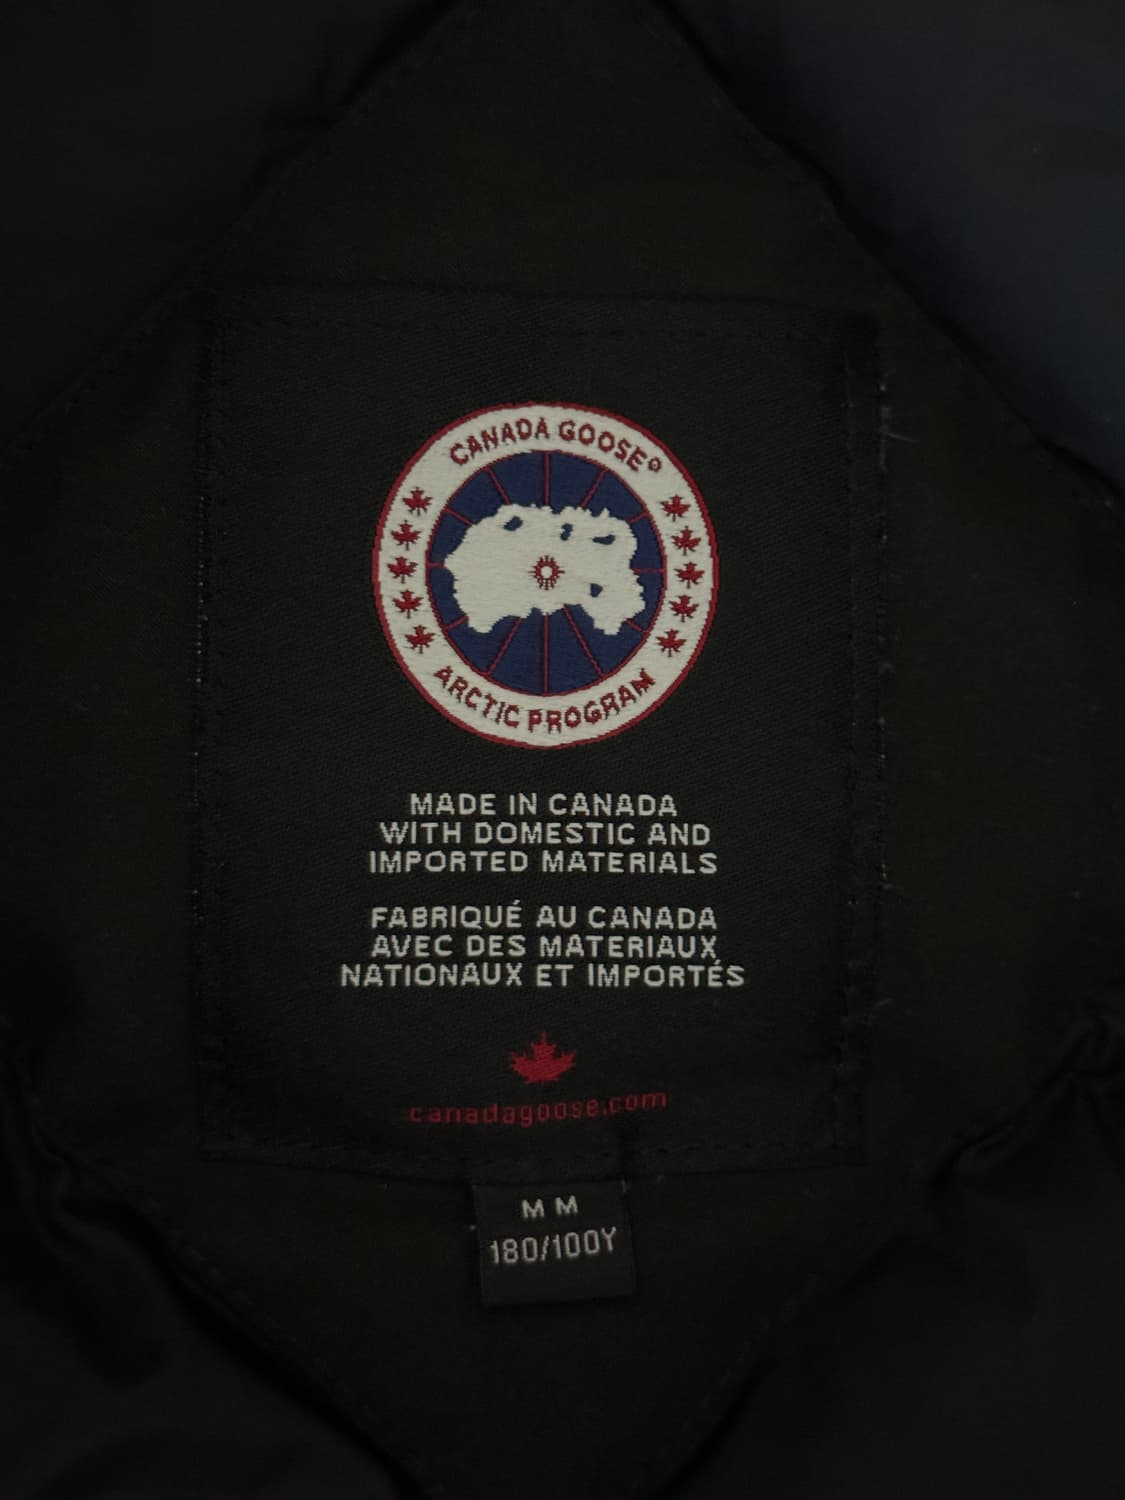 CANADA GOOSE®
ARCTIC PROGRAM
MADE IN CANADA
WITH DOMESTIC AND
IMPORTED MATERIALS
FABRIQUÉ AU CANADA
AVEC DES MATERIAUX
NATIONAUX ET IMPORTÉS
canadagoose.com
M M
180/100Y